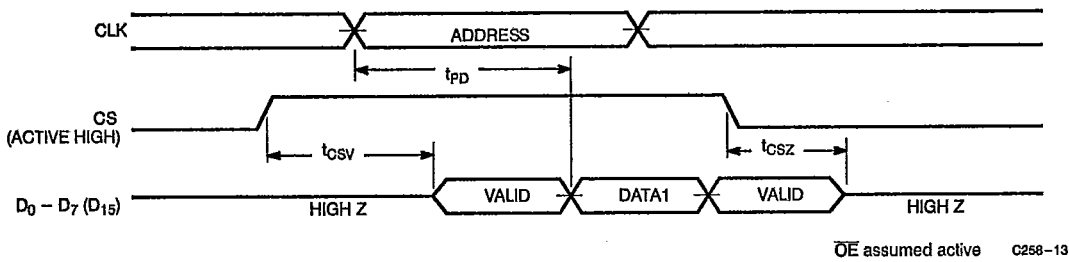 CLK
ADDRESS
tPD
CS
(ACTIVE HIGH)
tCSV
tCSZ
D0 – D7 (D15)
HIGH Z
VALID
DATA1
VALID
HIGH Z
OE assumed active
C258–13